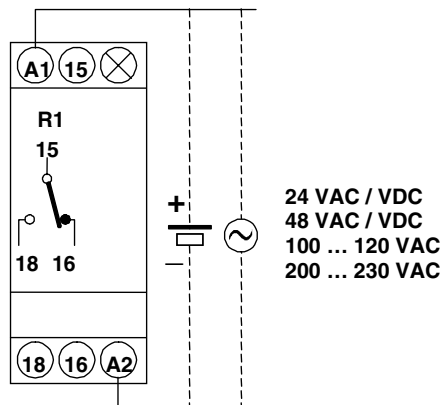 A1 15
R1
15
18 16
18 16 A2
+
–
24 VAC / VDC
48 VAC / VDC
100 ... 120 VAC
200 ... 230 VAC